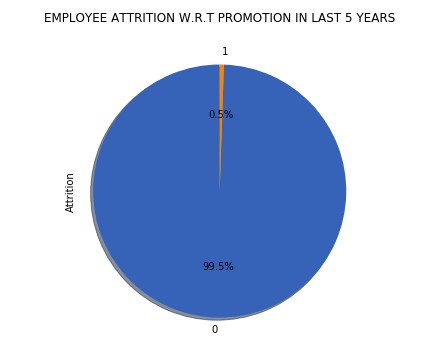 EMPLOYEE ATTRITION W.R.T PROMOTION IN LAST 5 YEARS
1
0.5%
Attrition
99.5%
0